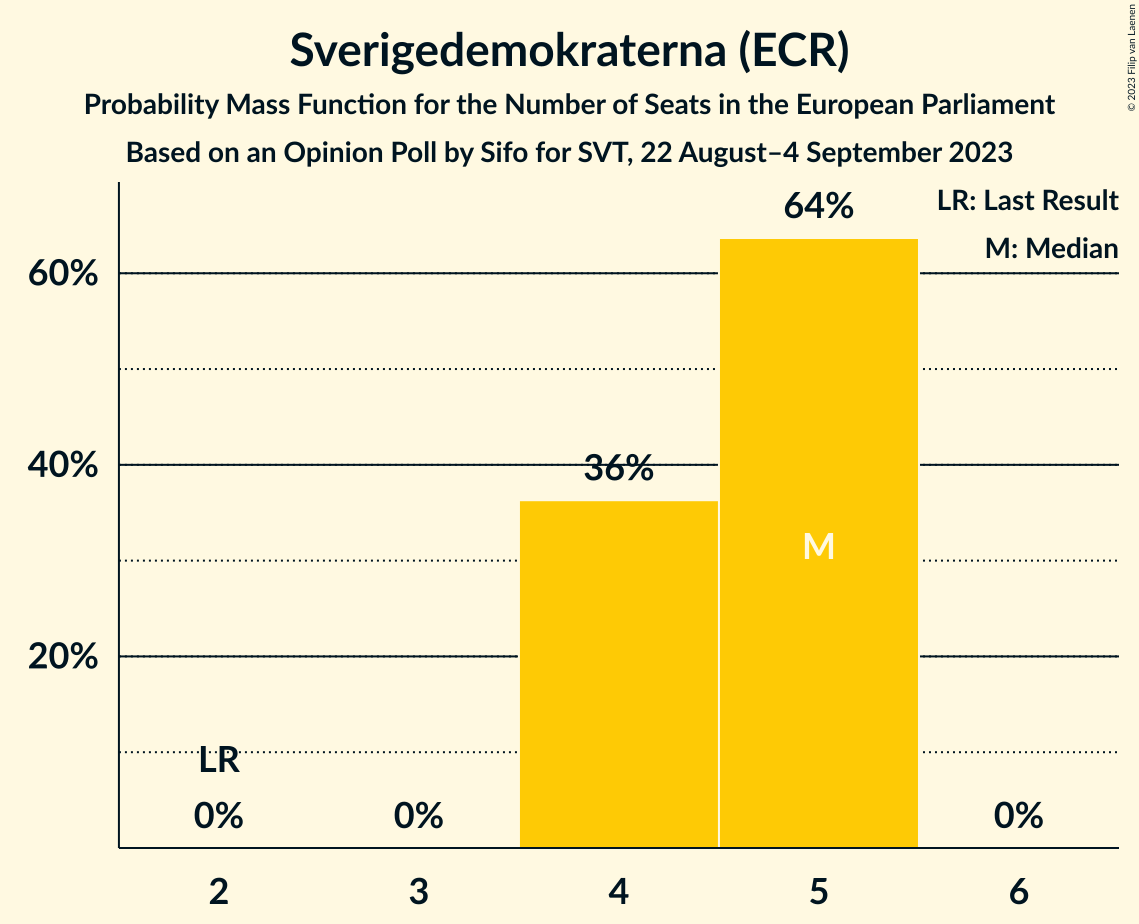 Sverigedemokraterna (ECR)
Probability Mass Function for the Number of Seats in the European Parliament
Based on an Opinion Poll by Sifo for SVT, 22 August–4 September 2023
© 2023 Filip van Laenen
LR: Last Result
M: Median
64%
60%
40%
36%
M
20%
LR
0%
0%
0%
2
3
4
5
6